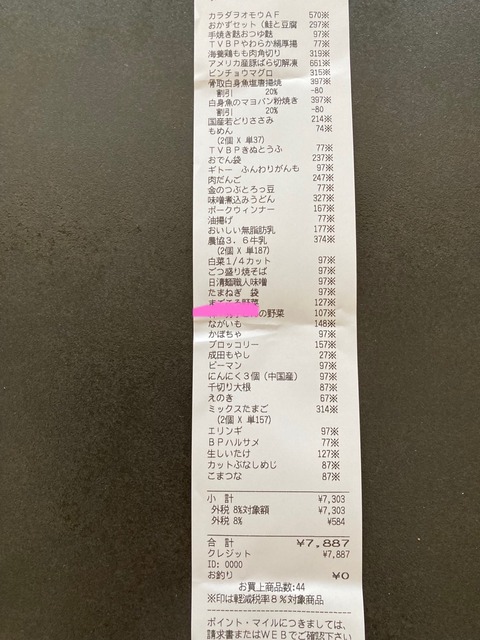 カラダヲオモウAF 570※
おかずセット(鮭と豆腐 297※
手焼き麩おつゆ麩 97※
TVBPやわらか絹厚揚 77※
海養鶏もも肉角切り 319※
アメリカ産豚ばら切解凍 661※
ビンチョウマグロ 315※
骨取白身魚塩唐揚焼 397※
割引 20% -80
白身魚のマヨパン粉焼き 397※
割引 20% -80
国産若どりささみ 214※
もめん 74※
(2個 X 単37)
TVBPきぬとうふ 77※
おでん袋 237※
ギトー ふんわりがんも 97※
肉だんご 247※
金のつぶとろっ豆 77※
味噌煮込みうどん 327※
ポークウィンナー 167※
油揚げ 77※
おいしい無脂肪乳 177※
農協3.6牛乳 374※
(2個 X 単187)
白菜1/4カット 97※
ごつ盛り焼そば 97※
日清麺職人味噌 97※
たまねぎ 袋 97※
野菜 127※
の野菜 107※
ながいも 148※
かぼちゃ 97※
ブロッコリー 157※
成田もやし 27※
ピーマン 97※
にんにく3個(中国産) 97※
千切り大根 87※
えのき 67※
ミックスたまご 314※
(2個 X 単157)
エリンギ 97※
BPハルサメ 77※
生しいたけ 127※
カットぶなしめじ 87※
こまつな 87※
小 計 ¥7,303
外税 8%対象額 ¥7,303
外税 8% ¥584
合 計 ¥7,887
クレジット ¥7,887
ID: 0000
お釣り ¥0
お買上商品数:44
※印は軽減税率8%対象商品
ポイント・マイルにつきましては、
請求書またはWEBでご確認下さい